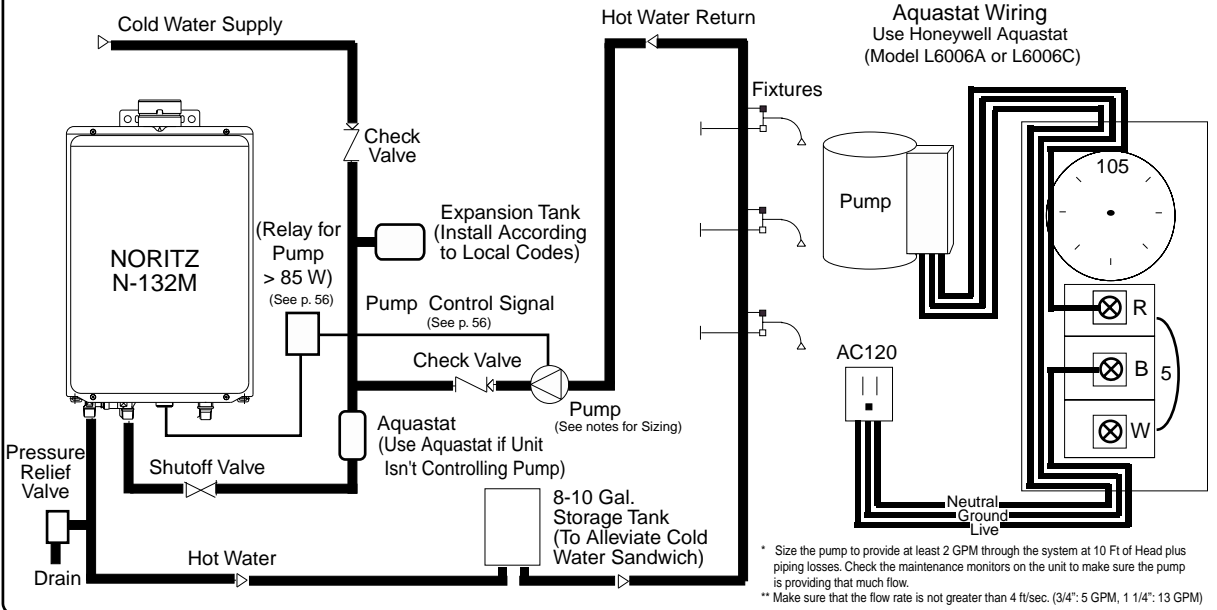 Cold Water Supply
Hot Water Return
Aquastat Wiring
Use Honeywell Aquastat
(Model L6006A or L6006C)
Fixtures
Check
Valve
105
Pump
NORITZ
N-132M
(Relay for
Pump
> 85 W)
(See p. 56)
Expansion Tank
(Install According
to Local Codes)
Pump Control Signal
(See p. 56)
R
B
W
5
AC120
Check Valve
Pump
(See notes for Sizing)
Aquastat
(Use Aquastat if Unit
Isn't Controlling Pump)
Pressure
Relief
Valve
Shutoff Valve
8-10 Gal.
Storage Tank
(To Alleviate Cold
Water Sandwich)
Neutral
Ground
Live
Drain
Hot Water
* Size the pump to provide at least 2 GPM through the system at 10 Ft of Head plus
piping losses. Check the maintenance monitors on the unit to make sure the pump
is providing that much flow.
** Make sure that the flow rate is not greater than 4 ft/sec. (3/4": 5 GPM, 1 1/4": 13 GPM)